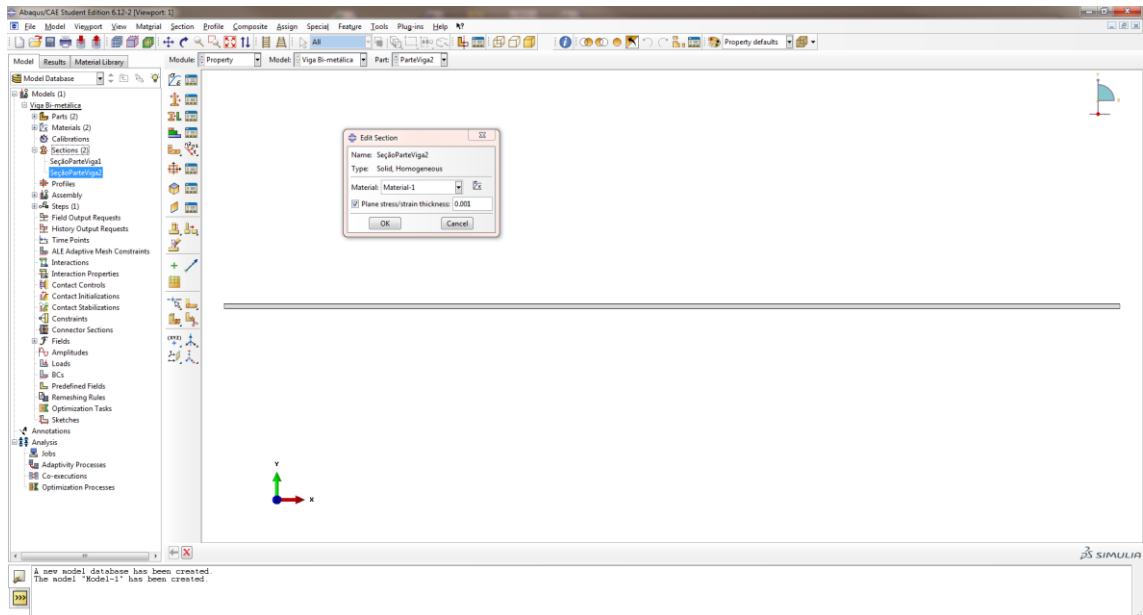 Abaqus/CAE Student Edition 6.12-2 [Viewport: 1]
File Model Viewport View Material Section Profile Composite Assign Special Feature Tools Plug-ins Help
All
Property defaults
Model Results Material Library
Module: Property Model: Viga Bi-metálica Part: ParteViga2
Model Database
Models (1)
Viga Bi-metálica
Parts (2)
Materials (2)
Calibrations
Sections (2)
SeçãoParteViga1
SeçãoParteViga2
Profiles
Assembly
Steps (1)
Field Output Requests
History Output Requests
Time Points
ALE Adaptive Mesh Constraints
Interactions
Interaction Properties
Contact Controls
Contact Initializations
Contact Stabilizations
Constraints
Connector Sections
Fields
Amplitudes
Loads
BCs
Predefined Fields
Remeshing Rules
Optimization Tasks
Sketches
Annotations
Analysis
Jobs
Adaptivity Processes
Co-executions
Optimization Processes
Edit Section
Name: SeçãoParteViga2
Type: Solid, Homogeneous
Material: Material-1
Plane stress/strain thickness: 0.001
OK Cancel
Y
X
SIMULIA
A new model database has been created.
The model "Model-1" has been created.